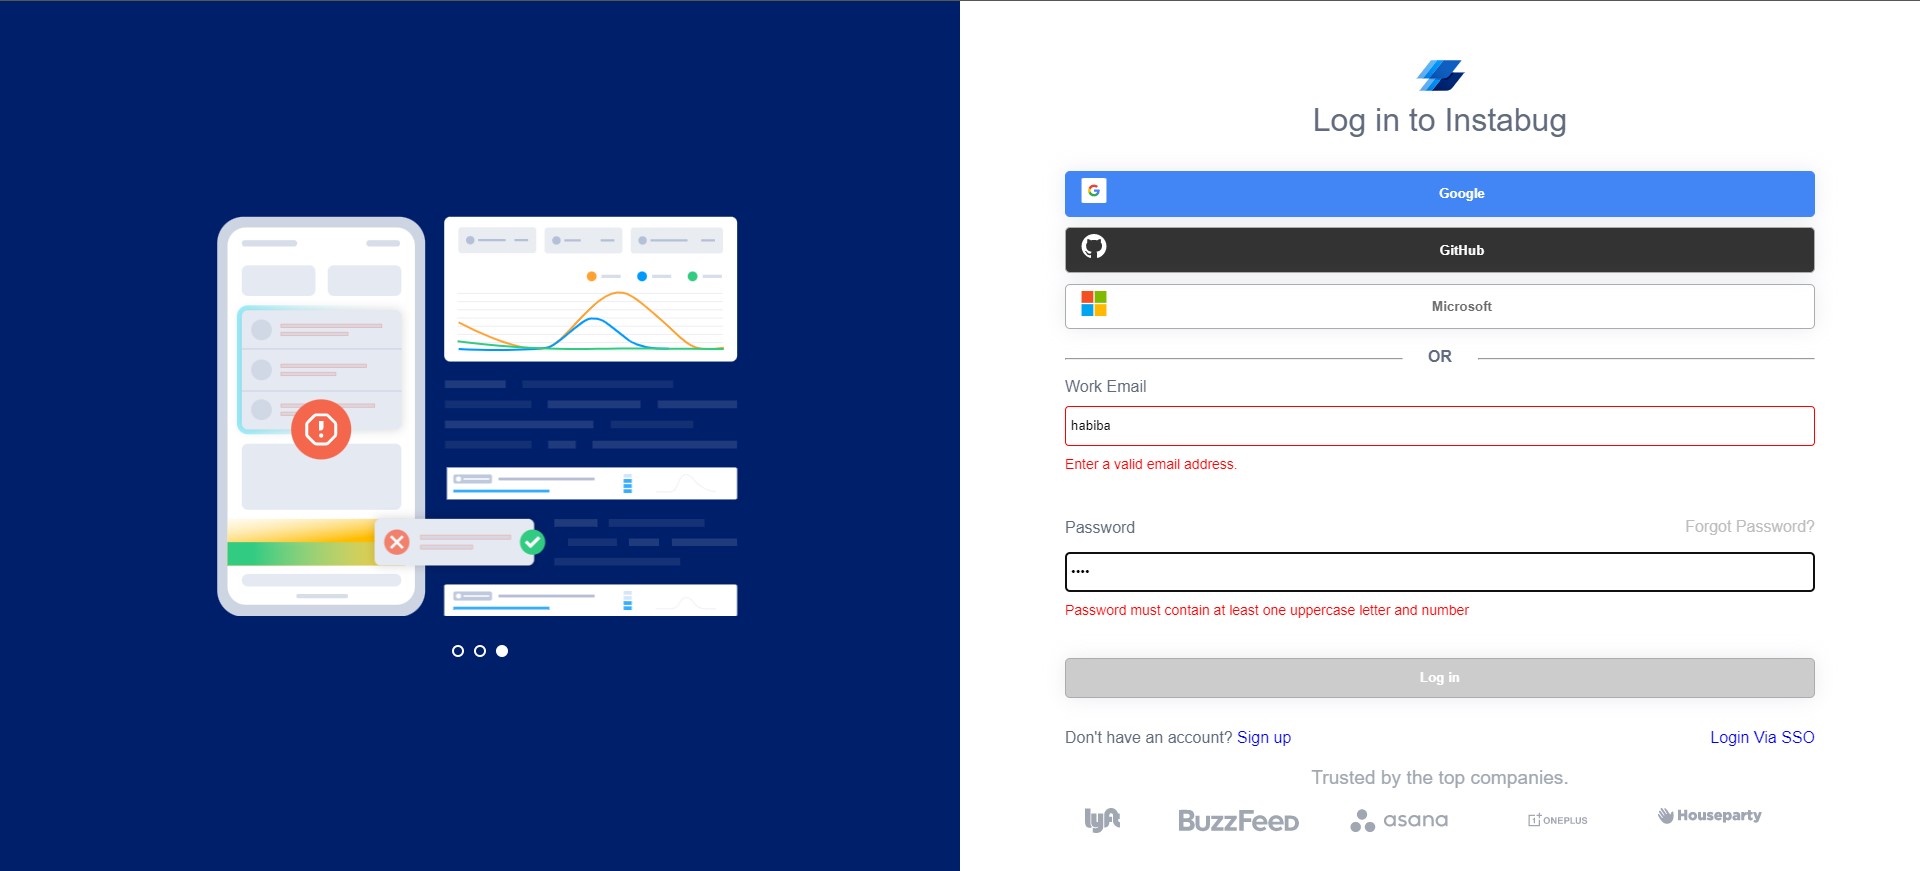 Log in to Instabug
Google
GitHub
Microsoft
OR
Work Email
habiba
Enter a valid email address.
Password
Forgot Password?
••••
Password must contain at least one uppercase letter and number
Log in
Don't have an account? Sign up
Login Via SSO
Trusted by the top companies.
lyft
BuzzFeed
asana
ONEPLUS
Houseparty